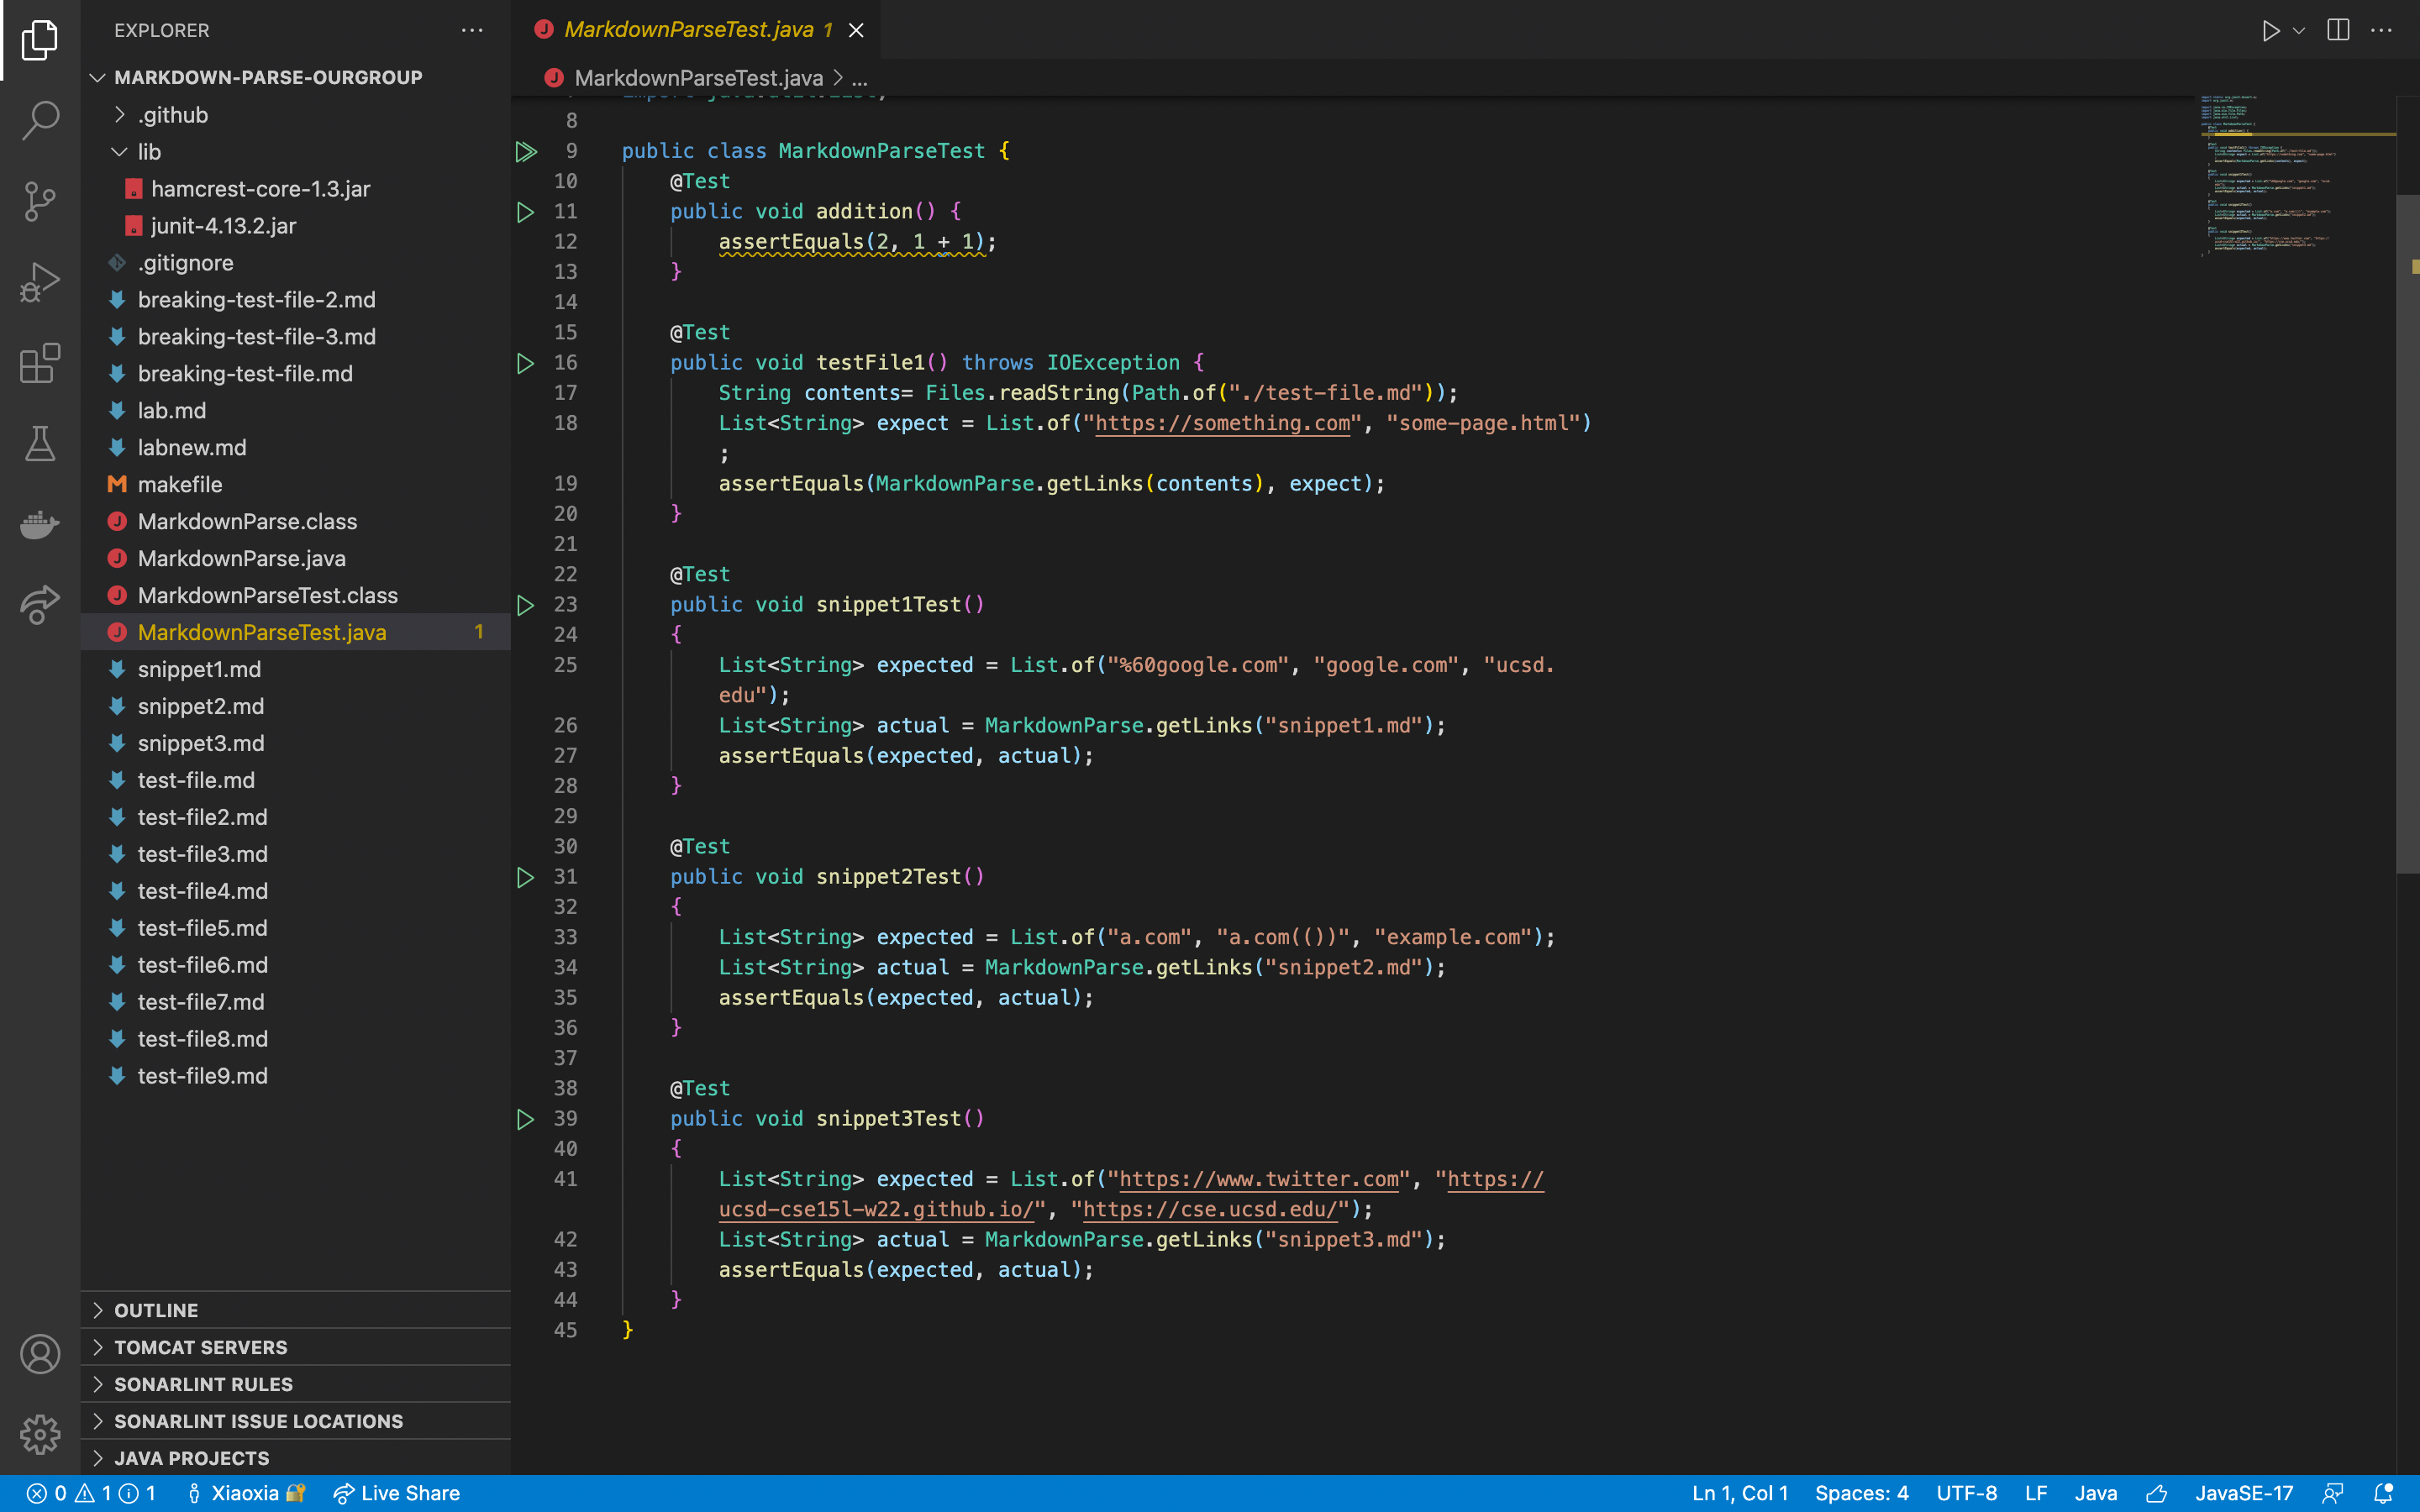 EXPLORER
MARKDOWN-PARSE-OURGROUP
.github
lib
hamcrest-core-1.3.jar
junit-4.13.2.jar
.gitignore
breaking-test-file-2.md
breaking-test-file-3.md
breaking-test-file.md
lab.md
labnew.md
makefile
MarkdownParse.class
MarkdownParse.java
MarkdownParseTest.class
MarkdownParseTest.java 1
snippet1.md
snippet2.md
snippet3.md
test-file.md
test-file2.md
test-file3.md
test-file4.md
test-file5.md
test-file6.md
test-file7.md
test-file8.md
test-file9.md
OUTLINE
TOMCAT SERVERS
SONARLINT RULES
SONARLINT ISSUE LOCATIONS
JAVA PROJECTS
MarkdownParseTest.java 1
MarkdownParseTest.java > ...
8
9 public class MarkdownParseTest {
10 @Test
11 public void addition() {
12 assertEquals(2, 1 + 1);
13 }
14
15 @Test
16 public void testFile1() throws IOException {
17 String contents= Files.readString(Path.of("./test-file.md"));
18 List<String> expect = List.of("https://something.com", "some-page.html")
;
19 assertEquals(MarkdownParse.getLinks(contents), expect);
20 }
21
22 @Test
23 public void snippet1Test()
24 {
25 List<String> expected = List.of("%60google.com", "google.com", "ucsd.
edu");
26 List<String> actual = MarkdownParse.getLinks("snippet1.md");
27 assertEquals(expected, actual);
28 }
29
30 @Test
31 public void snippet2Test()
32 {
33 List<String> expected = List.of("a.com", "a.com(())", "example.com");
34 List<String> actual = MarkdownParse.getLinks("snippet2.md");
35 assertEquals(expected, actual);
36 }
37
38 @Test
39 public void snippet3Test()
40 {
41 List<String> expected = List.of("https://www.twitter.com", "https://
ucsd-cse15l-w22.github.io/", "https://cse.ucsd.edu/");
42 List<String> actual = MarkdownParse.getLinks("snippet3.md");
43 assertEquals(expected, actual);
44 }
45 }
0 1 1 Xiaoxia Live Share Ln 1, Col 1 Spaces: 4 UTF-8 LF Java JavaSE-17